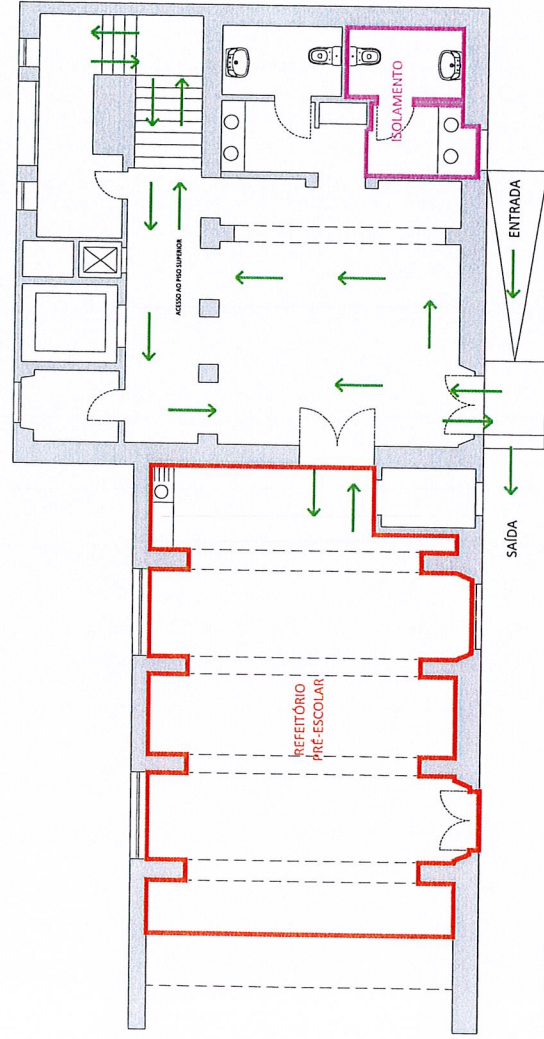 ISOLAMENTO
ACESSO AO PISO SUPERIOR
ENTRADA
SAÍDA
REFEITÓRIO
PRÉ-ESCOLAR